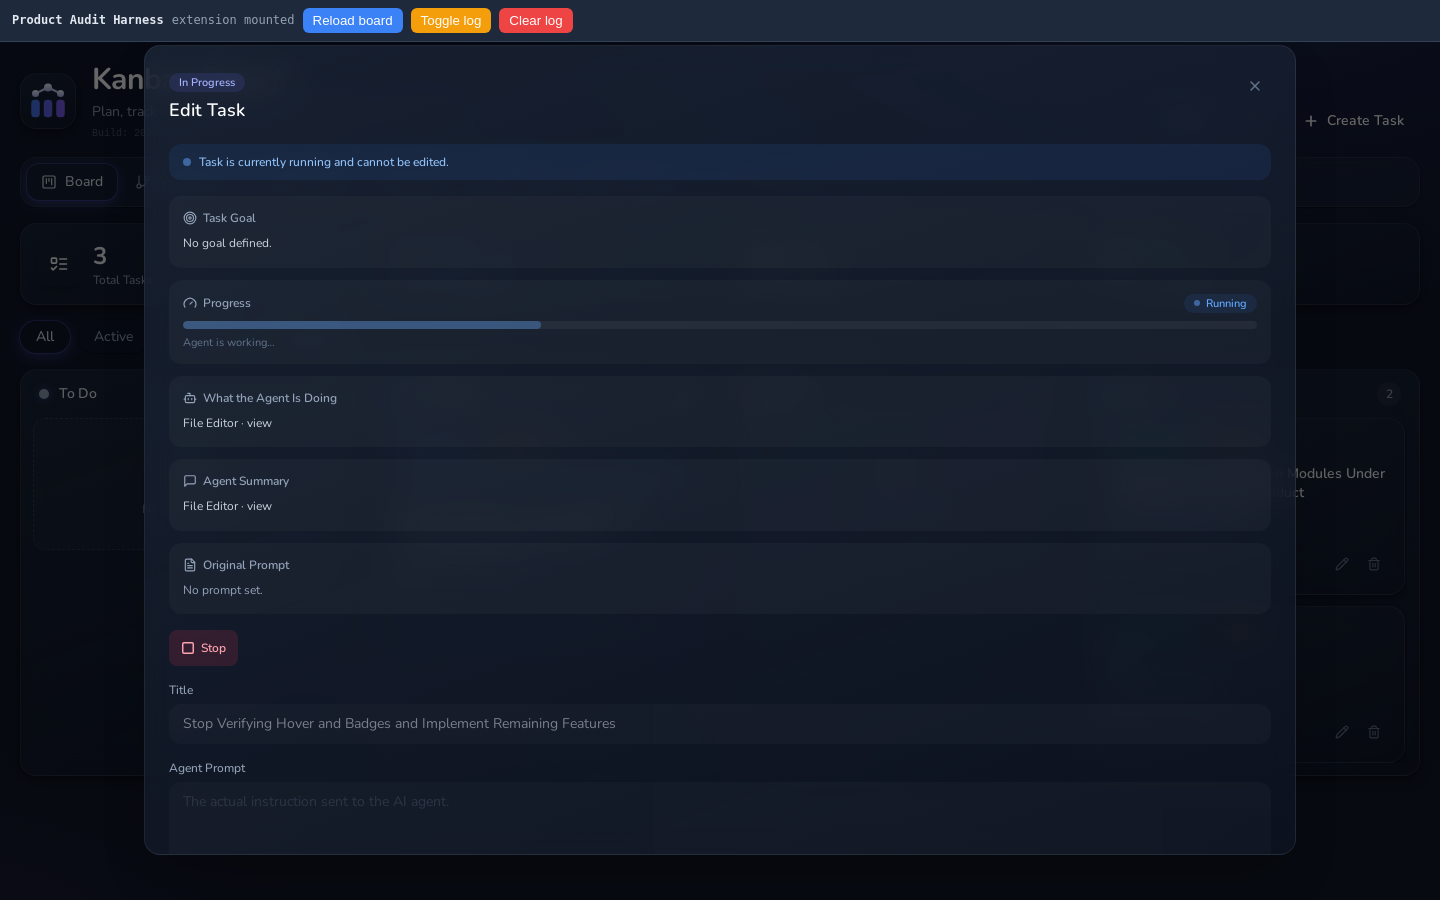 Product Audit Harness extension mounted Reload board Toggle log Clear log
Kanb
Plan, tra
Build: 20
Create Task
Board
3
Total Task
All Active
To Do
2
Modules Under
In Progress
Edit Task
Task is currently running and cannot be edited.
Task Goal
No goal defined.
Progress Running
Agent is working...
What the Agent Is Doing
File Editor · view
Agent Summary
File Editor · view
Original Prompt
No prompt set.
Stop
Title
Stop Verifying Hover and Badges and Implement Remaining Features
Agent Prompt
The actual instruction sent to the AI agent.